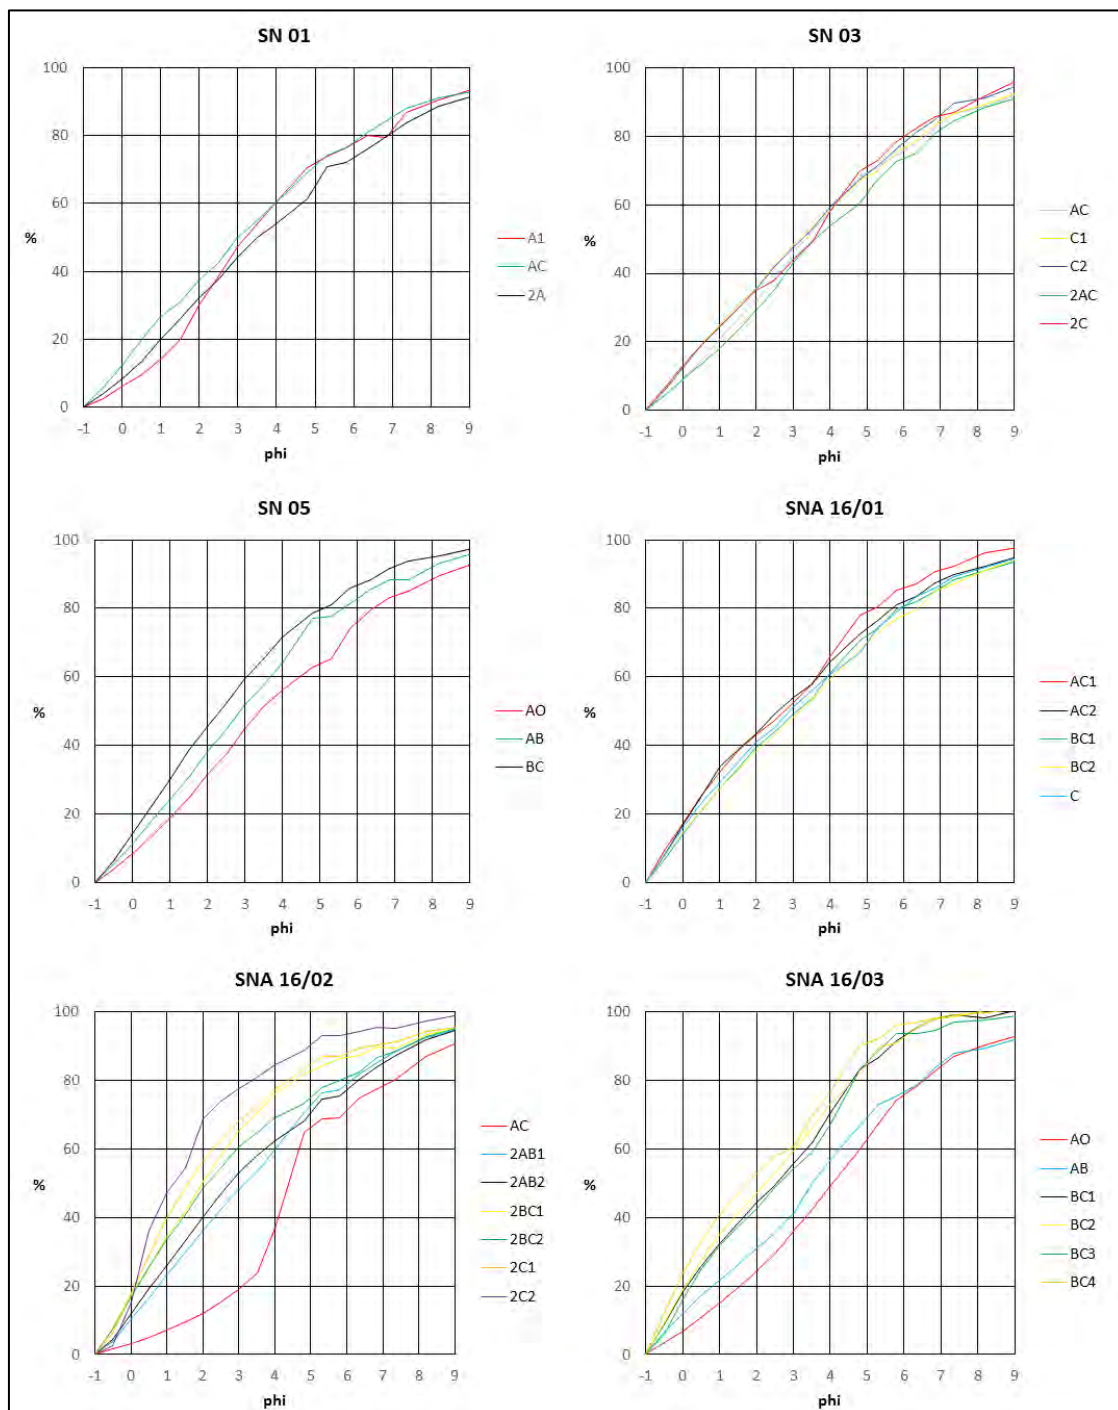 SN 01
100
80
60
%
40
20
0
A1
AC
2A
-1 0 1 2 3 4 5 6 7 8 9
phi
SN 03
100
80
60
%
40
20
0
AC
C1
C2
2AC
2C
-1 0 1 2 3 4 5 6 7 8 9
phi
SN 05
100
80
60
%
40
20
0
AO
AB
BC
-1 0 1 2 3 4 5 6 7 8 9
phi
SNA 16/01
100
80
60
%
40
20
0
AC1
AC2
BC1
BC2
C
-1 0 1 2 3 4 5 6 7 8 9
phi
SNA 16/02
100
80
60
%
40
20
0
AC
2AB1
2AB2
2BC1
2BC2
2C1
2C2
-1 0 1 2 3 4 5 6 7 8 9
phi
SNA 16/03
100
80
60
%
40
20
0
AO
AB
BC1
BC2
BC3
BC4
-1 0 1 2 3 4 5 6 7 8 9
phi